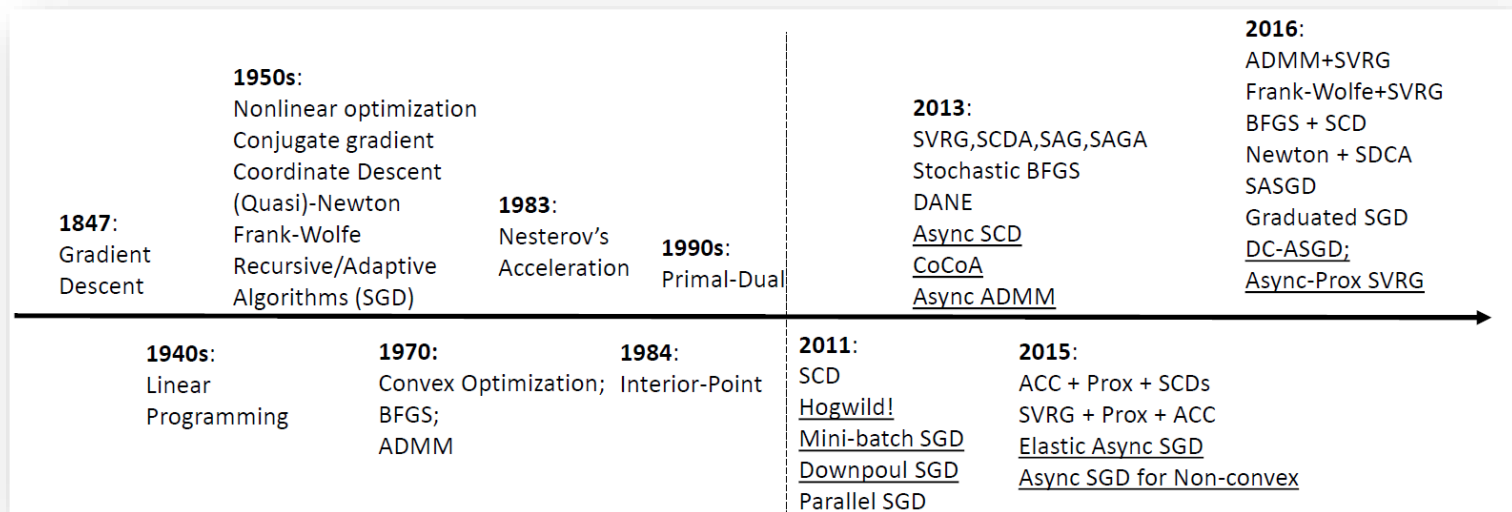 1847:
Gradient
Descent
1950s:
Nonlinear optimization
Conjugate gradient
Coordinate Descent
(Quasi)-Newton
Frank-Wolfe
Recursive/Adaptive
Algorithms (SGD)
1983:
Nesterov's
Acceleration
1990s:
Primal-Dual
2013:
SVRG,SCDA,SAG,SAGA
Stochastic BFGS
DANE
Async SCD
CoCoA
Async ADMM
2016:
ADMM+SVRG
Frank-Wolfe+SVRG
BFGS + SCD
Newton + SDCA
SASGD
Graduated SGD
DC-ASGD;
Async-Prox SVRG
1940s:
Linear
Programming
1970:
Convex Optimization;
BFGS;
ADMM
1984:
Interior-Point
2011:
SCD
Hogwild!
Mini-batch SGD
Downpoul SGD
Parallel SGD
2015:
ACC + Prox + SCDs
SVRG + Prox + ACC
Elastic Async SGD
Async SGD for Non-convex